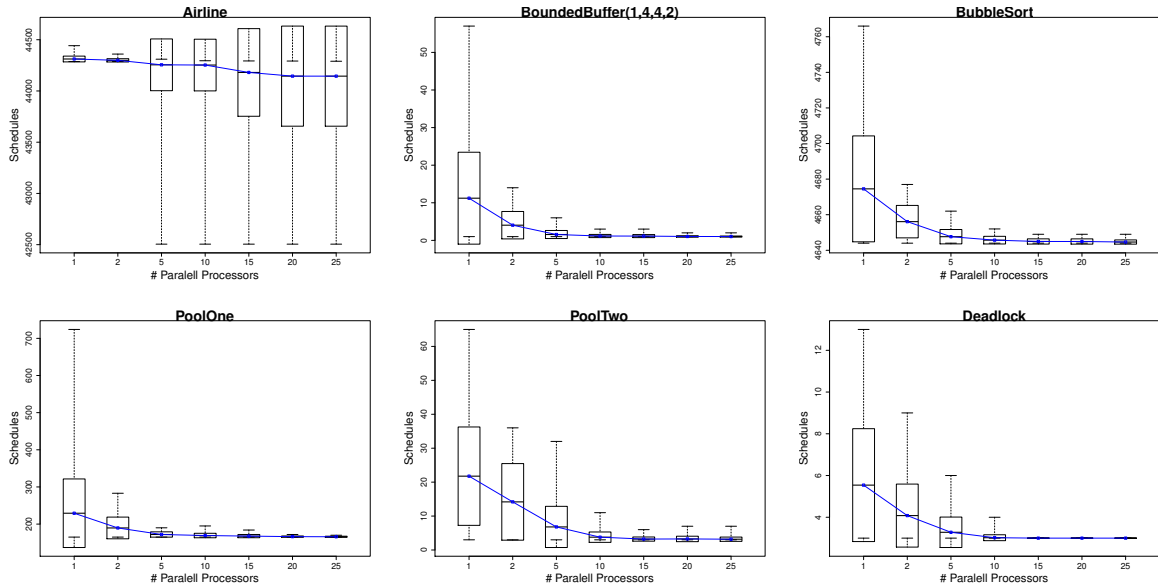 Airline
Schedules
44500
44000
43500
43000
42500
1 2 5 10 15 20 25
# Paralell Processors
BoundedBuffer(1,4,4,2)
Schedules
50
40
30
20
10
0
1 2 5 10 15 20 25
# Paralell Processors
BubbleSort
Schedules
4760
4740
4720
4700
4680
4660
4640
1 2 5 10 15 20 25
# Paralell Processors
PoolOne
Schedules
700
600
500
400
300
200
1 2 5 10 15 20 25
# Paralell Processors
PoolTwo
Schedules
60
50
40
30
20
10
0
1 2 5 10 15 20 25
# Paralell Processors
Deadlock
Schedules
12
10
8
6
4
1 2 5 10 15 20 25
# Paralell Processors